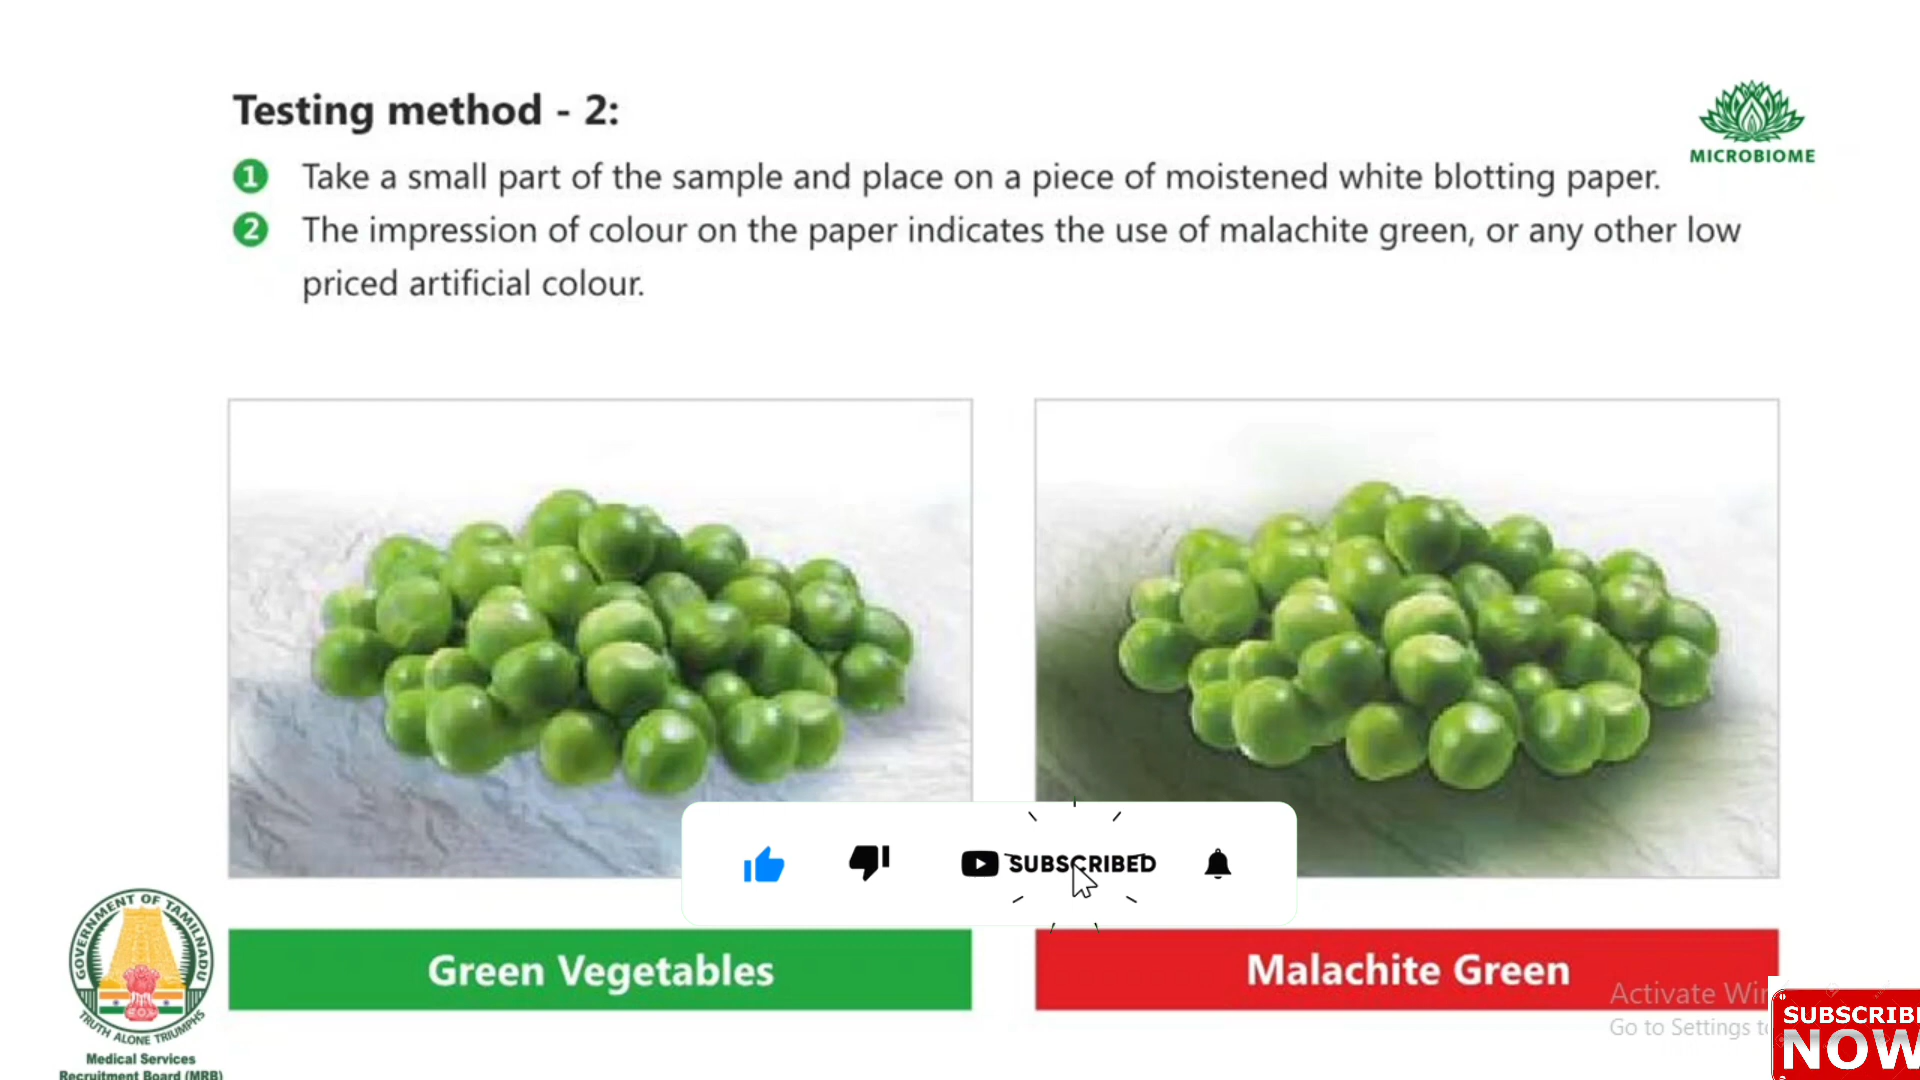 Testing method - 2:
MICROBIOME
1 Take a small part of the sample and place on a piece of moistened white blotting paper.
2 The impression of colour on the paper indicates the use of malachite green, or any other low
priced artificial colour.
SUBSCRIBED
GOVERNMENT OF TAMILNADU
TRUTH ALONE TRIUMPHS
Medical Services
Recruitment Board (MRB)
Green Vegetables
Malachite Green
Activate Win
Go to Settings t
SUBSCRIB
NOW